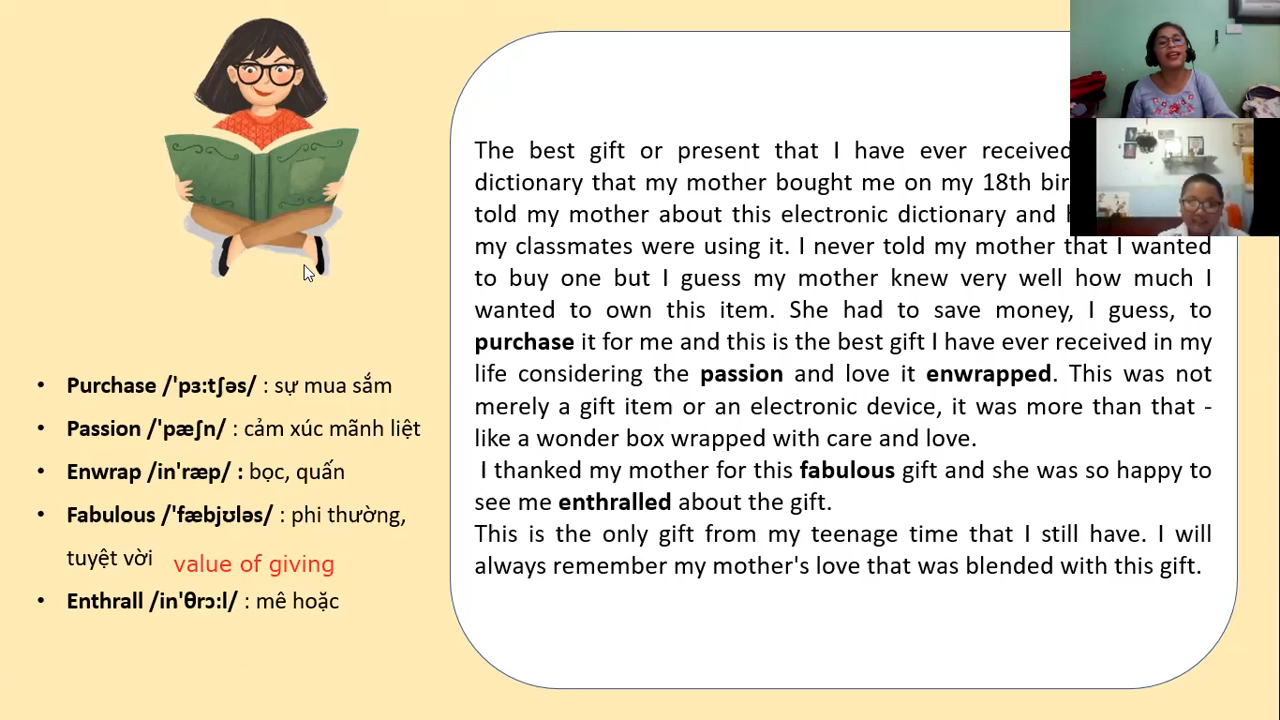 The best gift or present that I have ever received
dictionary that my mother bought me on my 18th
told my mother about this electronic dictionary and
my classmates were using it. I never told my mother that I wanted
to buy one but I guess my mother knew very well how much I
wanted to own this item. She had to save money, I guess, to
purchase it for me and this is the best gift I have ever received in my
life considering the passion and love it enwrapped. This was not
merely a gift item or an electronic device, it was more than that -
like a wonder box wrapped with care and love.
I thanked my mother for this fabulous gift and she was so happy to
see me enthralled about the gift.
This is the only gift from my teenage time that I still have. I will
always remember my mother's love that was blended with this gift.
• Purchase /'pɜ:tʃəs/ : sự mua sắm
• Passion /'pæʃn/ : cảm xúc mãnh liệt
• Enwrap /in'ræp/ : bọc, quấn
• Fabulous /'fæbjʊləs/ : phi thường,
tuyệt vời
value of giving
• Enthrall /in'θrɔ:l/ : mê hoặc